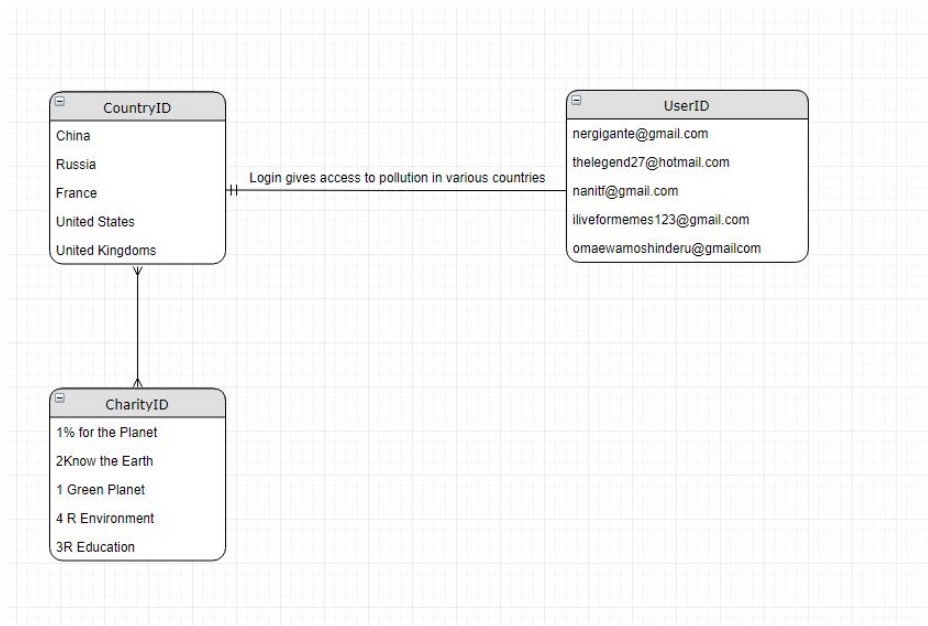 CountryID
China
Russia
France
United States
United Kingdoms
Login gives access to pollution in various countries
UserID
nergigante@gmail.com
thelegend27@hotmail.com
nanitf@gmail.com
iliveformemes123@gmail.com
omaewamoshinderu@gmailcom
CharityID
1% for the Planet
2Know the Earth
1 Green Planet
4 R Environment
3R Education